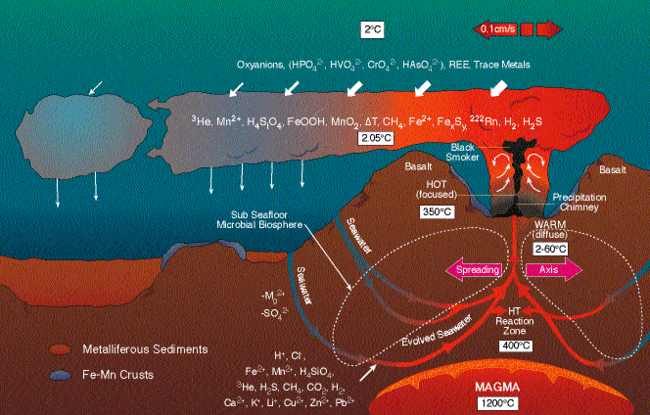 2°C
0.1cm/s
Oxyanions, (HPO₄²⁻, HVO₄²⁻, CrO₄²⁻, HAsO₄²⁻), REE, Trace Metals
³He, Mn²⁺, H₄SiO₄, FeOOH, MnO₂, ΔT, CH₄, Fe²⁺, FeₓSᵧ, ²²²Rn, H₂, H₂S
2.05°C
Black
Smoker
Basalt
Basalt
HOT
(focused)
350°C
Precipitation
Chimney
Sub Seafloor
Microbial Biosphere
Seawater
WARM
(diffuse)
2-60°C
Seawater
Spreading
Axis
-SO₄²⁻
HT
Reaction
Zone
400°C
Evolved Seawater
Metalliferous Sediments
Fe-Mn Crusts
H⁺, Cl⁻,
Fe²⁺, Mn²⁺, H₄SiO₄,
³He, H₂S, CH₄, CO₂, H₂,
Ca²⁺, K⁺, Li⁺, Cu²⁺, Zn²⁺, Pb²⁺
MAGMA
1200°C